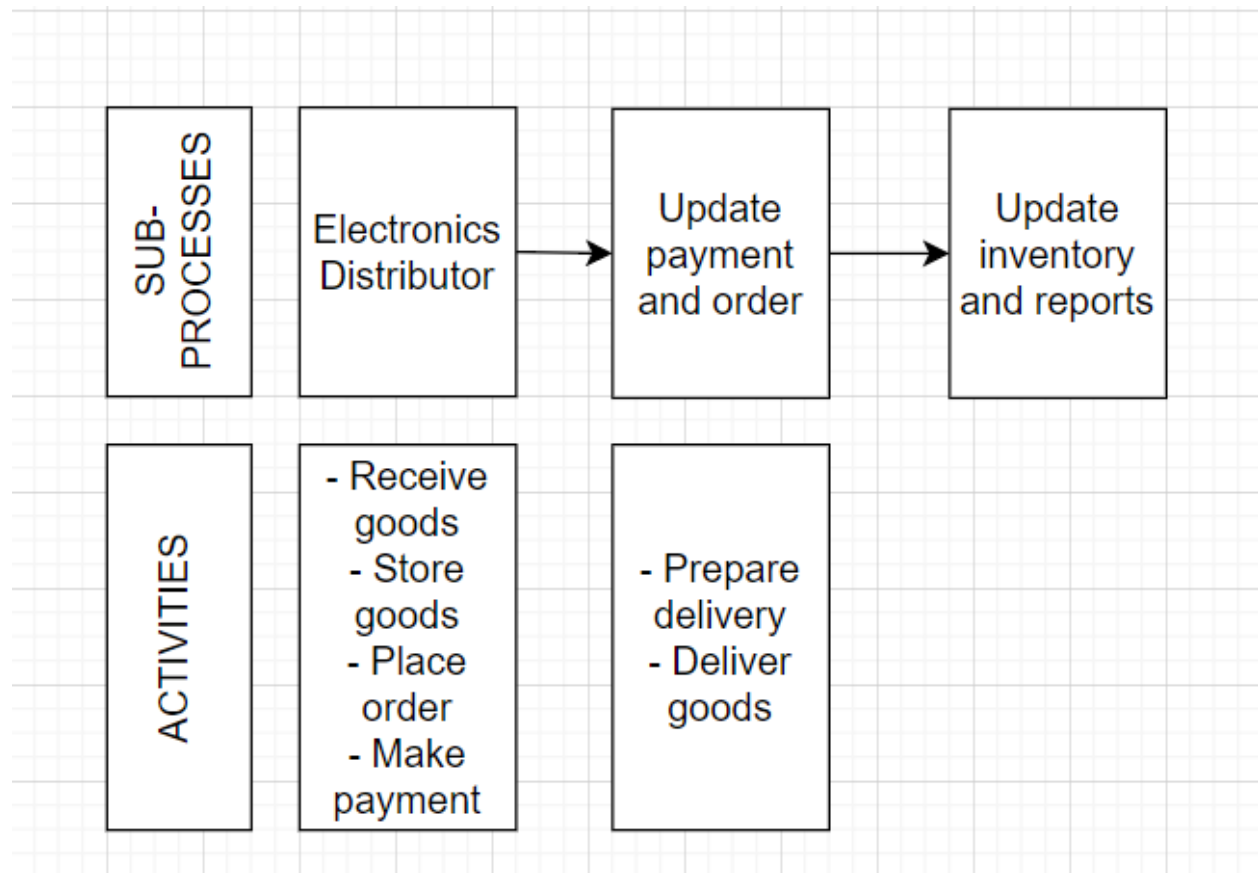 SUB-
PROCESSES
Electronics
Distributor
Update
payment
and order
Update
inventory
and reports
ACTIVITIES
- Receive
goods
- Store
goods
- Place
order
- Make
payment
- Prepare
delivery
- Deliver
goods